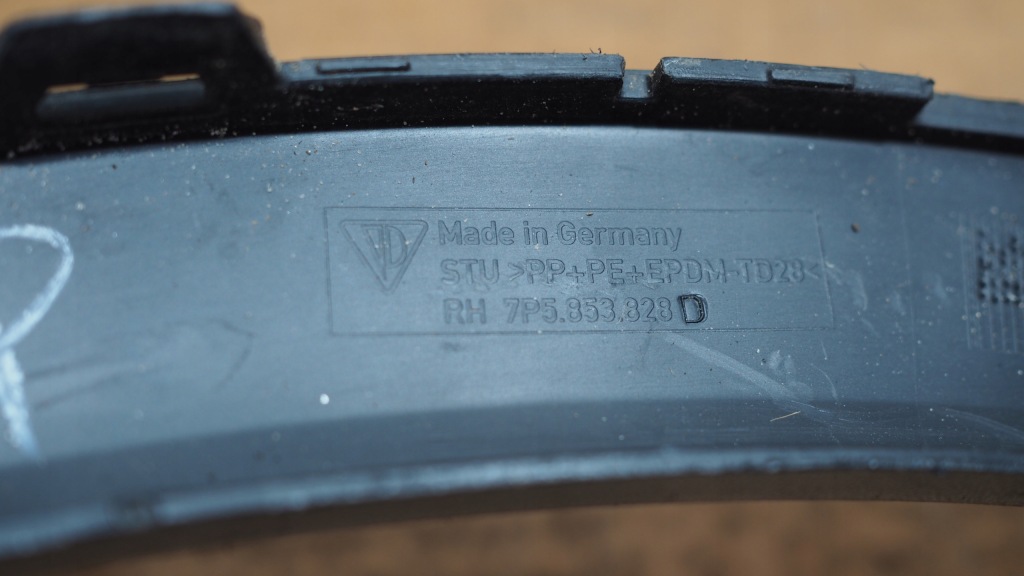 Made in Germany
STU >PP+PE+EPDM-TD28<
RH 7P5.853.828 D